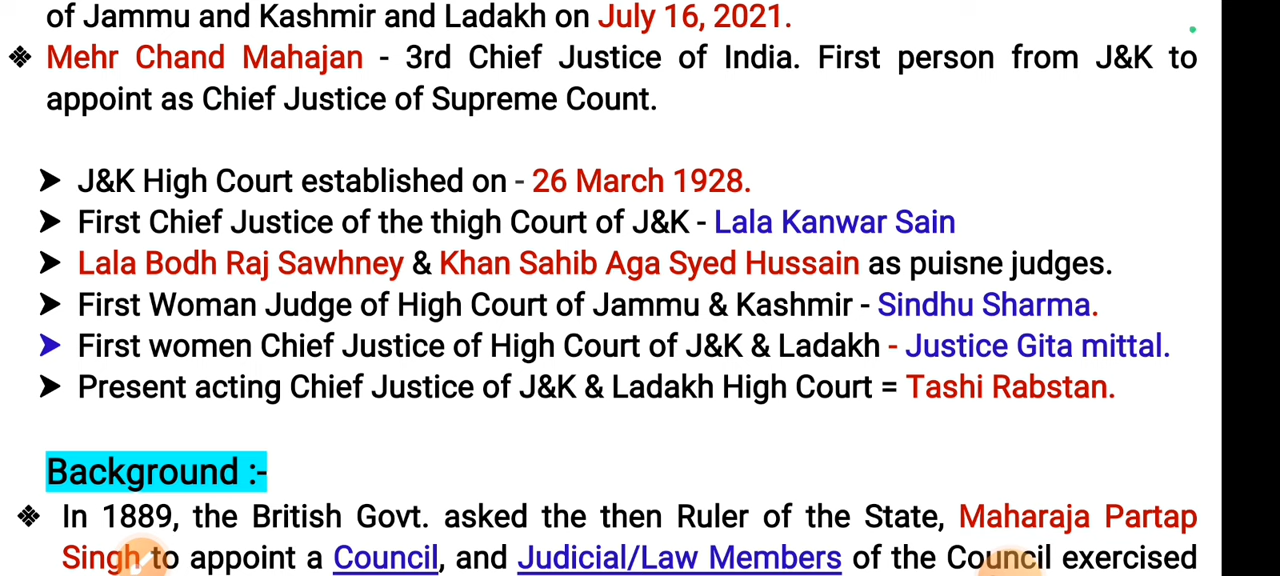 of Jammu and Kashmir and Ladakh on July 16, 2021.
❖ Mehr Chand Mahajan - 3rd Chief Justice of India. First person from J&K to
appoint as Chief Justice of Supreme Count.
➤ J&K High Court established on - 26 March 1928.
➤ First Chief Justice of the thigh Court of J&K - Lala Kanwar Sain
➤ Lala Bodh Raj Sawhney & Khan Sahib Aga Syed Hussain as puisne judges.
➤ First Woman Judge of High Court of Jammu & Kashmir - Sindhu Sharma.
➤ First women Chief Justice of High Court of J&K & Ladakh - Justice Gita mittal.
➤ Present acting Chief Justice of J&K & Ladakh High Court = Tashi Rabstan.
Background :-
❖ In 1889, the British Govt. asked the then Ruler of the State, Maharaja Partap
Singh to appoint a Council, and Judicial/Law Members of the Council exercised